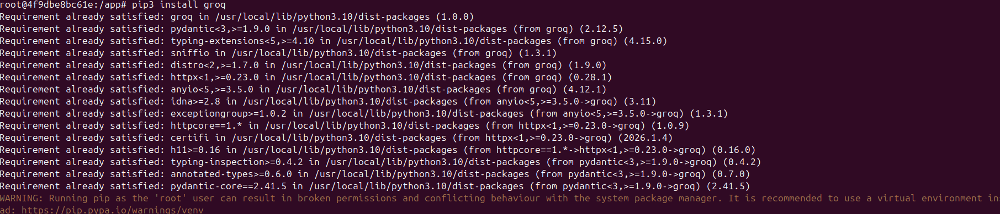 root@4f9dbe8bc61e:/app# pip3 install groq
Requirement already satisfied: groq in /usr/local/lib/python3.10/dist-packages (1.0.0)
Requirement already satisfied: pydantic<3,>=1.9.0 in /usr/local/lib/python3.10/dist-packages (from groq) (2.12.5)
Requirement already satisfied: typing-extensions<5,>=4.10 in /usr/local/lib/python3.10/dist-packages (from groq) (4.15.0)
Requirement already satisfied: sniffio in /usr/local/lib/python3.10/dist-packages (from groq) (1.3.1)
Requirement already satisfied: distro<2,>=1.7.0 in /usr/local/lib/python3.10/dist-packages (from groq) (1.9.0)
Requirement already satisfied: httpx<1,>=0.23.0 in /usr/local/lib/python3.10/dist-packages (from groq) (0.28.1)
Requirement already satisfied: anyio<5,>=3.5.0 in /usr/local/lib/python3.10/dist-packages (from groq) (4.12.1)
Requirement already satisfied: idna>=2.8 in /usr/local/lib/python3.10/dist-packages (from anyio<5,>=3.5.0->groq) (3.11)
Requirement already satisfied: exceptiongroup>=1.0.2 in /usr/local/lib/python3.10/dist-packages (from anyio<5,>=3.5.0->groq) (1.3.1)
Requirement already satisfied: httpcore==1.* in /usr/local/lib/python3.10/dist-packages (from httpx<1,>=0.23.0->groq) (1.0.9)
Requirement already satisfied: certifi in /usr/local/lib/python3.10/dist-packages (from httpx<1,>=0.23.0->groq) (2026.1.4)
Requirement already satisfied: h11>=0.16 in /usr/local/lib/python3.10/dist-packages (from httpcore==1.*->httpx<1,>=0.23.0->groq) (0.16.0)
Requirement already satisfied: typing-inspection>=0.4.2 in /usr/local/lib/python3.10/dist-packages (from pydantic<3,>=1.9.0->groq) (0.4.2)
Requirement already satisfied: annotated-types>=0.6.0 in /usr/local/lib/python3.10/dist-packages (from pydantic<3,>=1.9.0->groq) (0.7.0)
Requirement already satisfied: pydantic-core==2.41.5 in /usr/local/lib/python3.10/dist-packages (from pydantic<3,>=1.9.0->groq) (2.41.5)
WARNING: Running pip as the 'root' user can result in broken permissions and conflicting behaviour with the system package manager. It is recommended to use a virtual environment in
ad: https://pip.pypa.io/warnings/venv